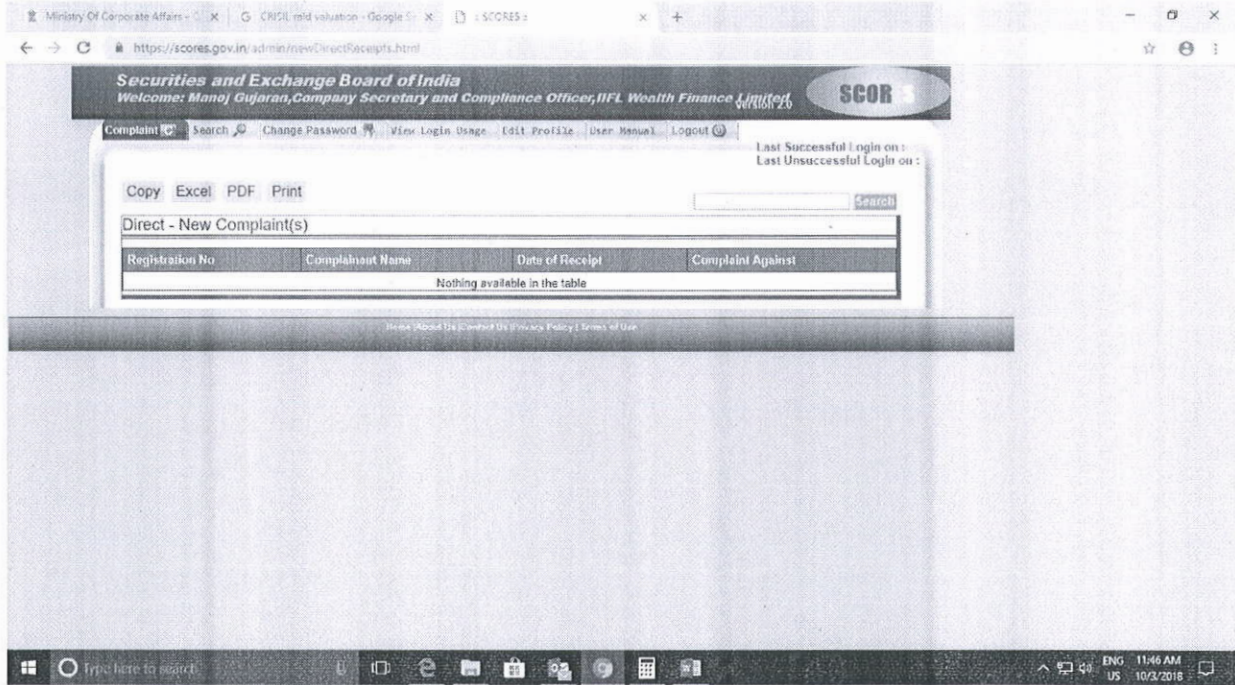 Ministry Of Corporate Affairs - G
CRISIL mld valuation - Google S
: SCORES :
https://scores.gov.in/admin/newDirectReceipts.html
Securities and Exchange Board of India
Welcome: Manoj Gujaran,Company Secretary and Compliance Officer,IIFL Wealth Finance Limited
Version 2.0
SCOR S
Complaint Search Change Password View Login Usage Edit Profile User Manual Logout
Last Successful Login on :
Last Unsuccessful Login on :
Copy Excel PDF Print
Search
Direct - New Complaint(s)
Registration No Complainant Name Date of Receipt Complaint Against
Nothing available in the table
Home |About Us |Contact Us |Privacy Policy | Terms of Use
Type here to search
ENG 11:46 AM
US 10/3/2018